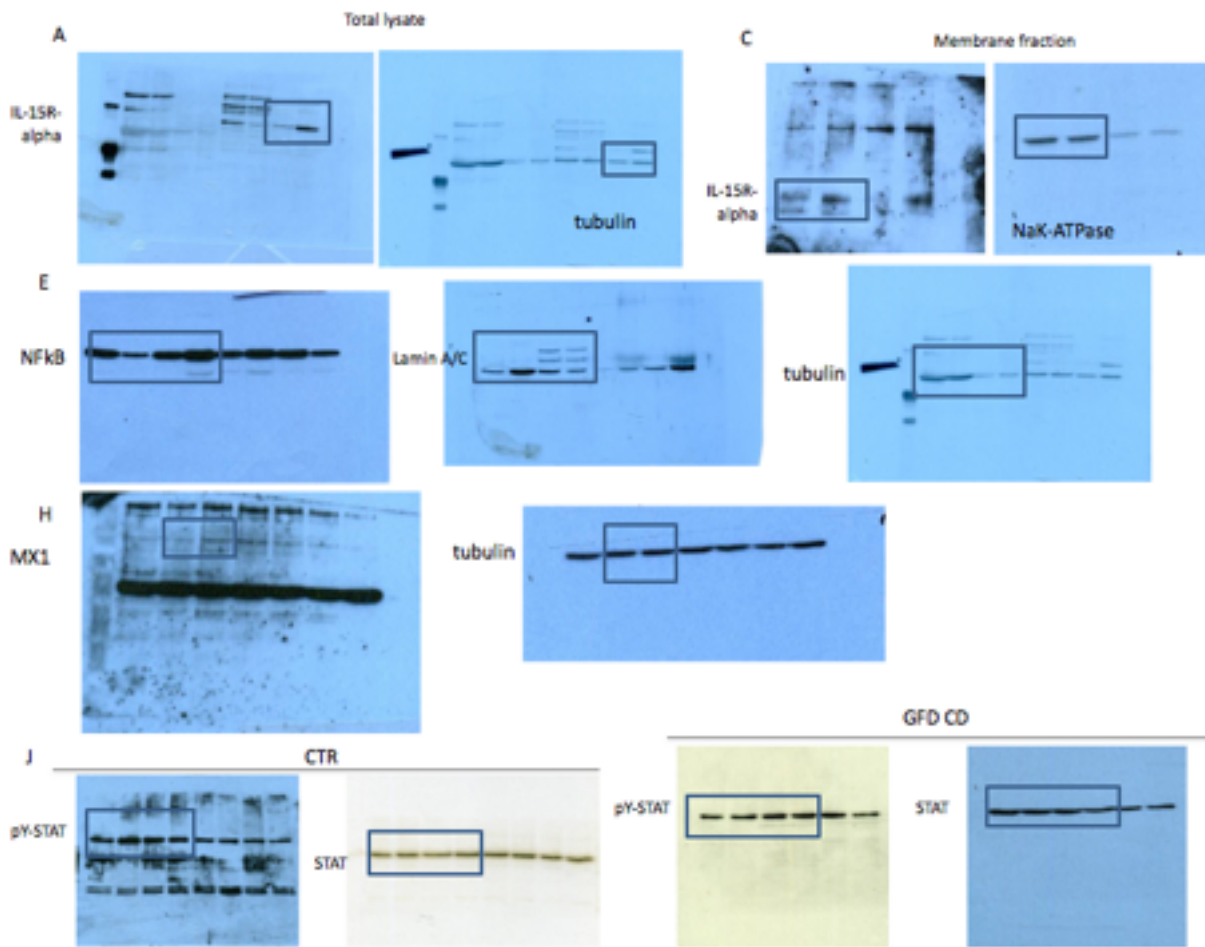 Total lysate
A
IL-15R-
alpha
tubulin
C
Membrane fraction
IL-15R-
alpha
NaK-ATPase
E
NFkB
Lamin A/C
tubulin
H
MX1
tubulin
J
CTR
pY-STAT
STAT
GFD CD
pY-STAT
STAT